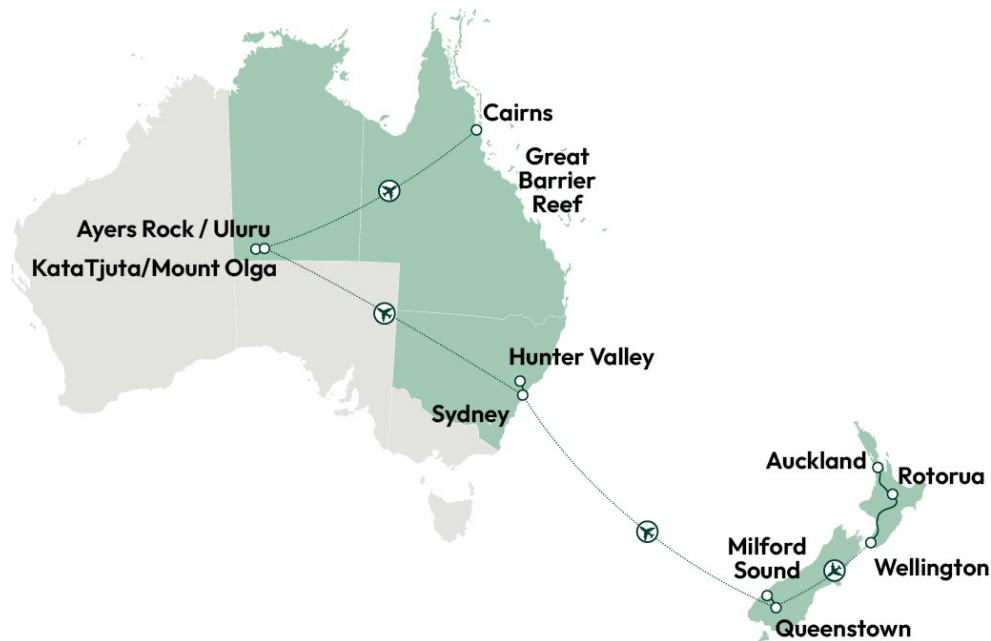 Cairns
Great
Barrier
Reef
Ayers Rock / Uluru
KataTjuta/Mount Olga
Hunter Valley
Sydney
Auckland
Rotorua
Milford
Sound
Wellington
Queenstown